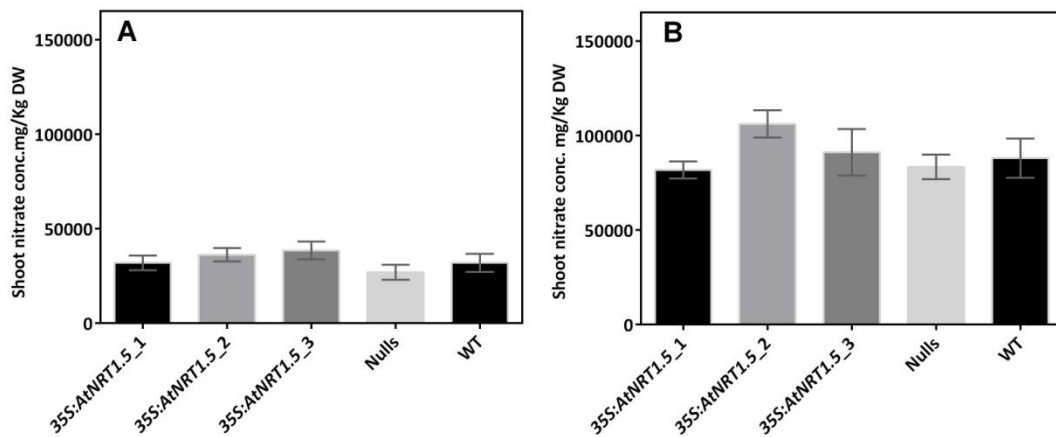 A
Shoot nitrate conc.mg/Kg DW
150000
100000
50000
0
35S:AtNRT1.5_1
35S:AtNRT1.5_2
35S:AtNRT1.5_3
Nulls
WT
B
Shoot nitrate conc. mg/Kg DW
150000
100000
50000
0
35S:AtNRT1.5_1
35S:AtNRT1.5_2
35S:AtNRT1.5_3
Nulls
WT